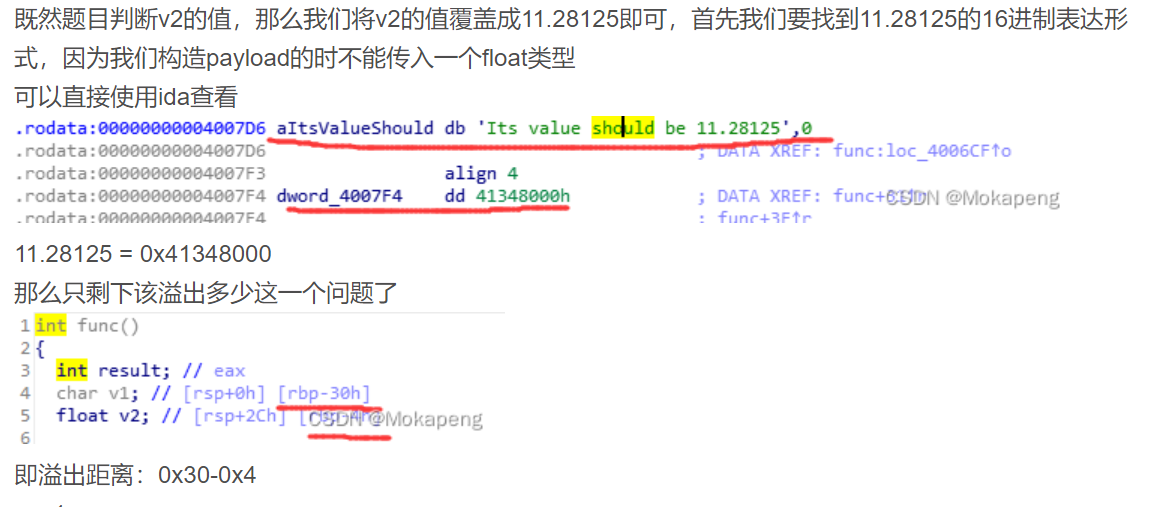 既然题目判断v2的值，那么我们将v2的值覆盖成11.28125即可，首先我们要找到11.28125的16进制表达形
式，因为我们构造payload的时不能传入一个float类型
可以直接使用ida查看
.rodata:00000000004007D6 aItsValueShould db 'Its value should be 11.28125',0
.rodata:00000000004007D6 ; DATA XREF: func:loc_4006CF↑o
.rodata:00000000004007F3 align 4
.rodata:00000000004007F4 dword_4007F4 dd 41348000h ; DATA XREF: CSDN @Mokapeng
.rodata:00000000004007F4 ; func+3F↑r
11.28125 = 0x41348000
那么只剩下该溢出多少这一个问题了
1 int func()
2 {
3 int result; // eax
4 char v1; // [rsp+0h] [rbp-30h]
5 float v2; // [rsp+2Ch] CSDN @Mokapeng
6
即溢出距离：0x30-0x4